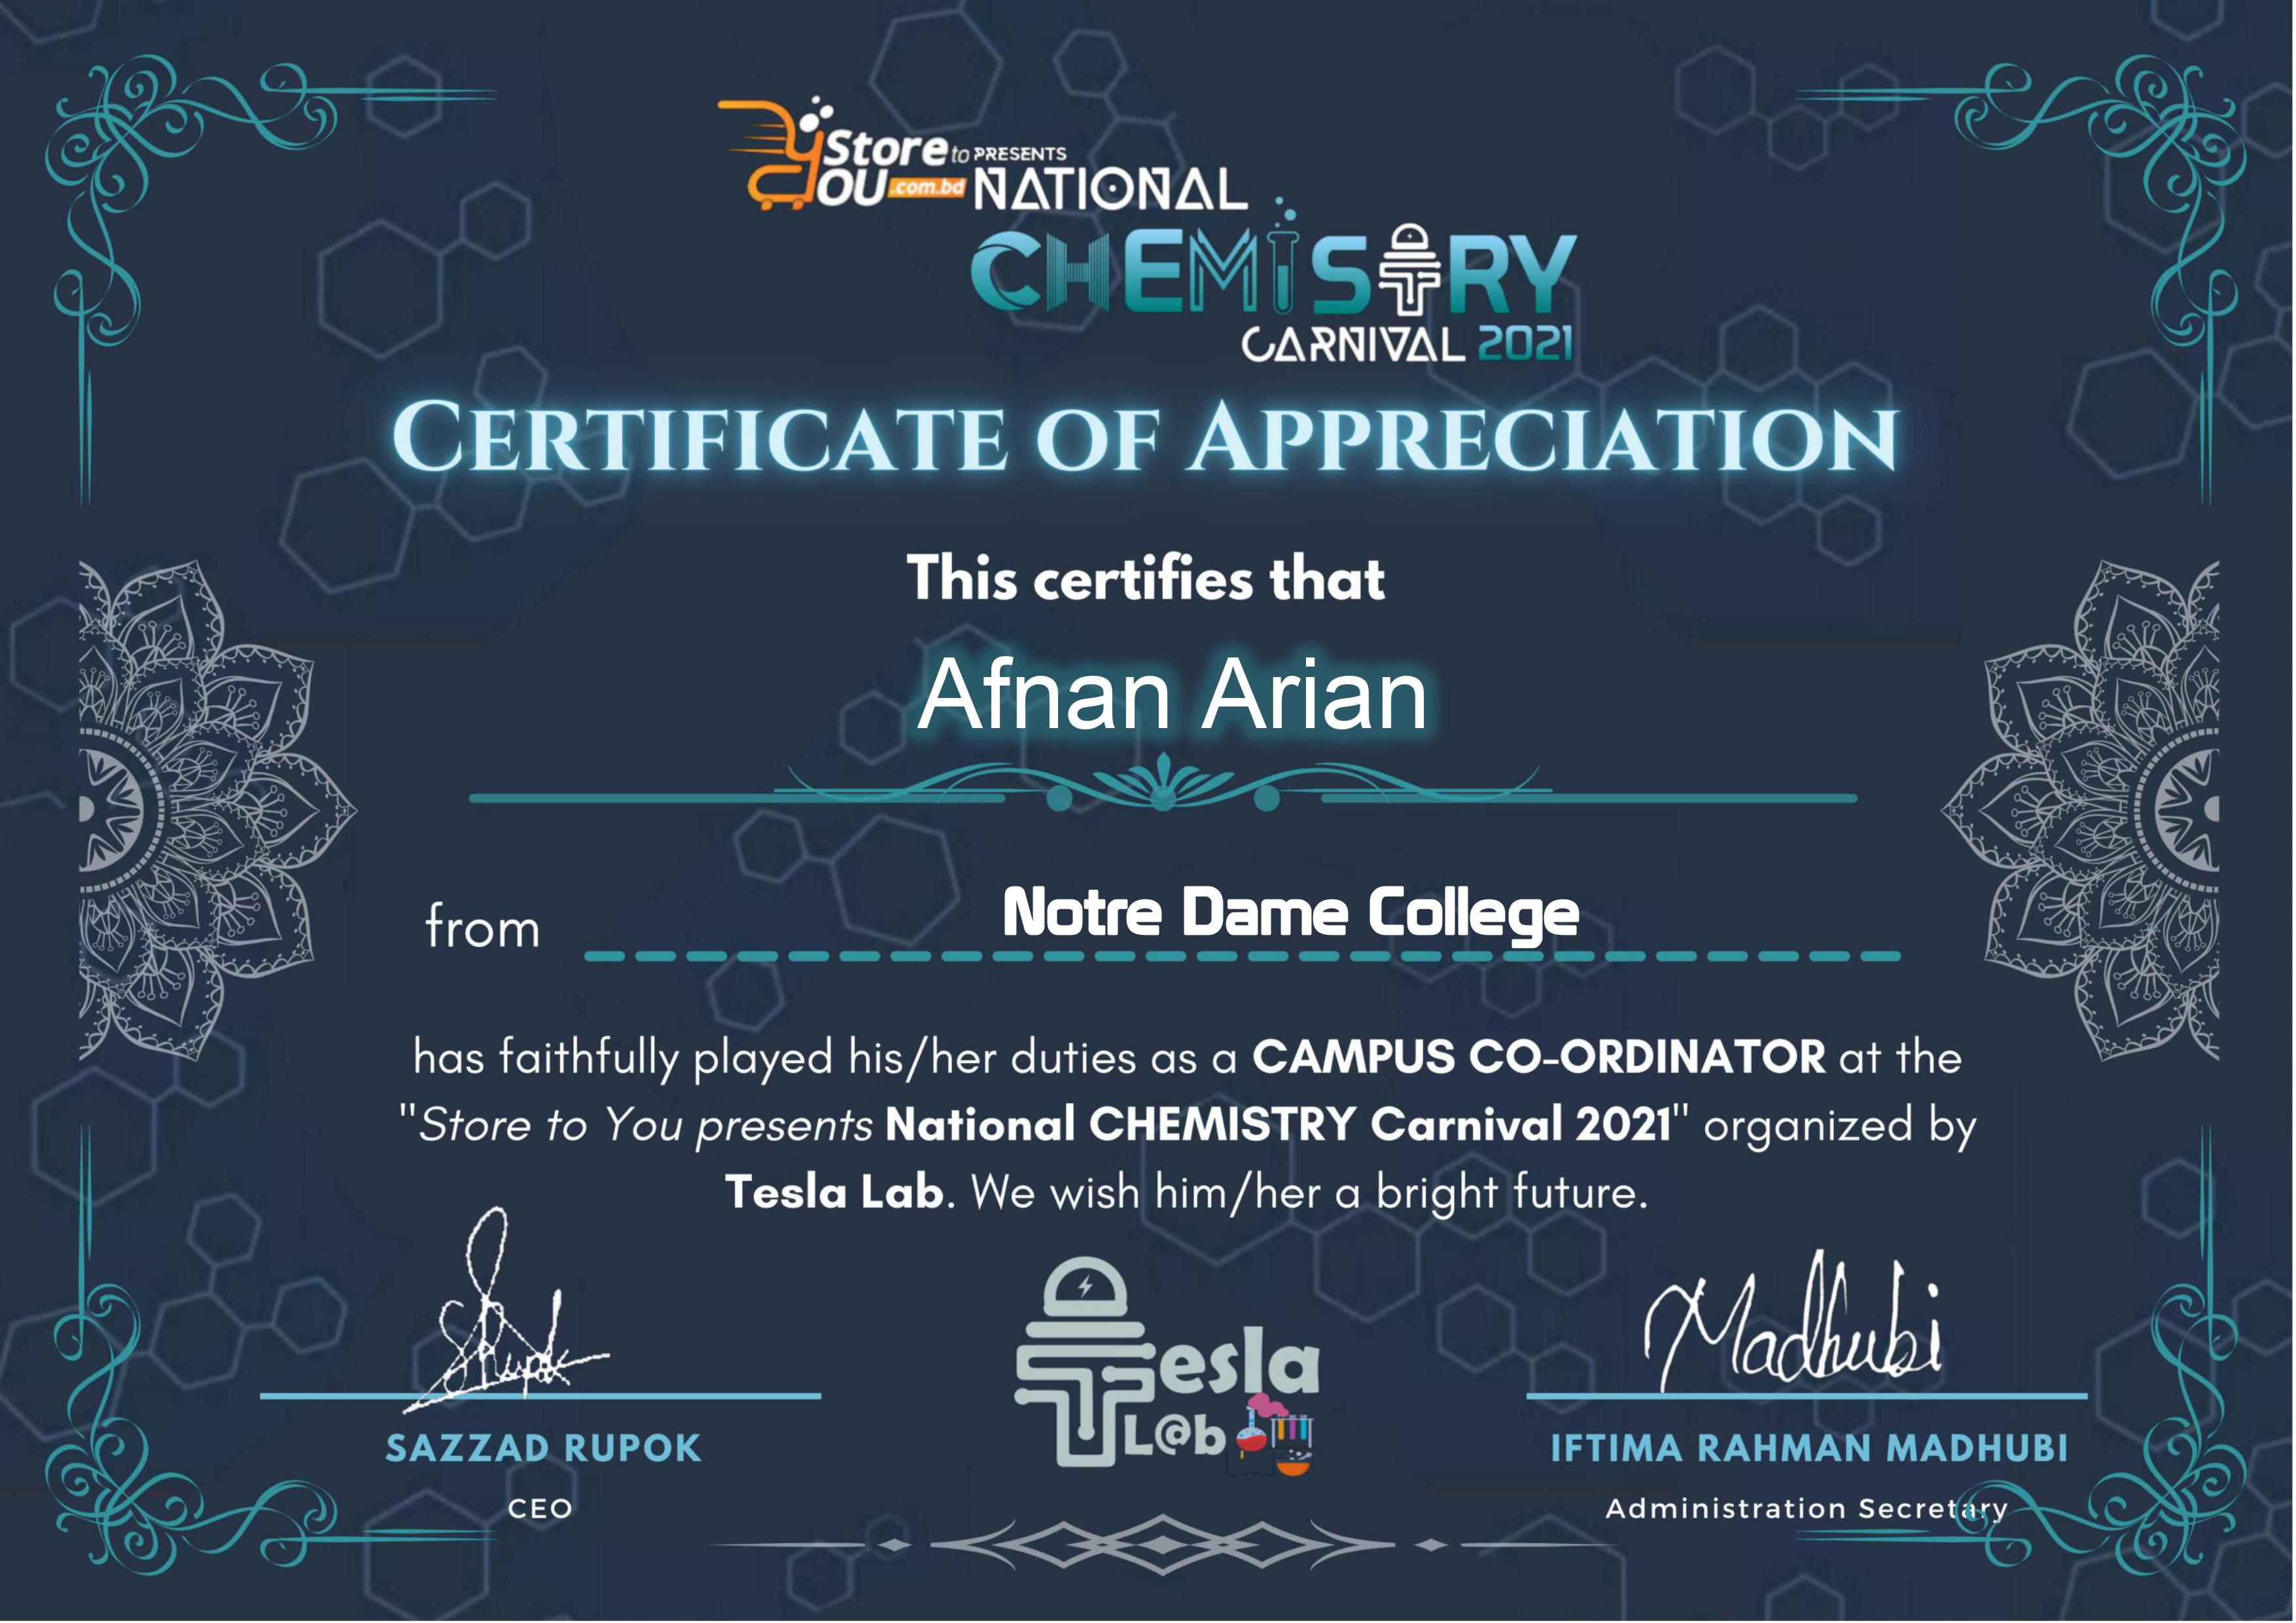 Store to PRESENTS
YOU .com.bd NATIONAL
CHEMISTRY
CARNIVAL 2021
CERTIFICATE OF APPRECIATION
This certifies that
Afnan Arian
from Notre Dame College
has faithfully played his/her duties as a CAMPUS CO-ORDINATOR at the
"Store to You presents National CHEMISTRY Carnival 2021" organized by
Tesla Lab. We wish him/her a bright future.
SRupok Madhubi
SAZZAD RUPOK IFTIMA RAHMAN MADHUBI
CEO Administration Secretary
Tesla
L@b